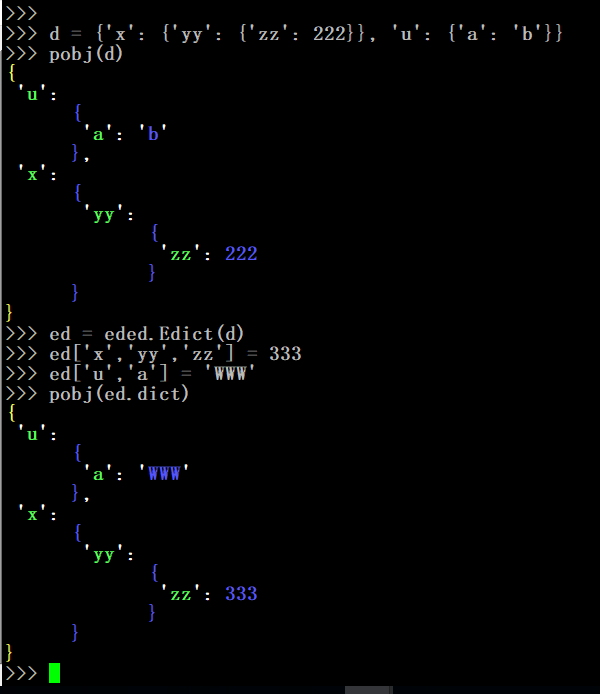 >>>
>>> d = {'x': {'yy': {'zz': 222}}, 'u': {'a': 'b'}}
>>> pobj(d)
{
 'u':
      {
       'a': 'b'
      },
 'x':
      {
       'yy':
             {
              'zz': 222
             }
      }
}
>>> ed = eded.Edict(d)
>>> ed['x','yy','zz'] = 333
>>> ed['u','a'] = 'WWW'
>>> pobj(ed.dict)
{
 'u':
      {
       'a': 'WWW'
      },
 'x':
      {
       'yy':
             {
              'zz': 333
             }
      }
}
>>>